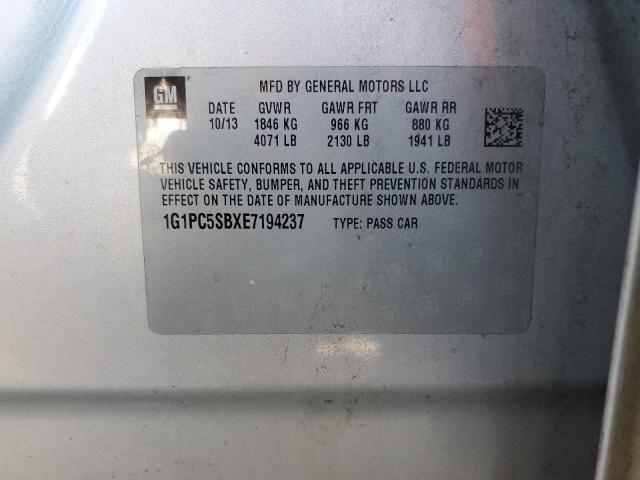 GM
MFD BY GENERAL MOTORS LLC
DATE GVWR GAWR FRT GAWR RR
10/13 1846 KG 966 KG 880 KG
4071 LB 2130 LB 1941 LB
THIS VEHICLE CONFORMS TO ALL APPLICABLE U.S. FEDERAL MOTOR
VEHICLE SAFETY, BUMPER, AND THEFT PREVENTION STANDARDS IN
EFFECT ON THE DATE OF MANUFACTURE SHOWN ABOVE.
1G1PC5SBXE7194237 TYPE: PASS CAR